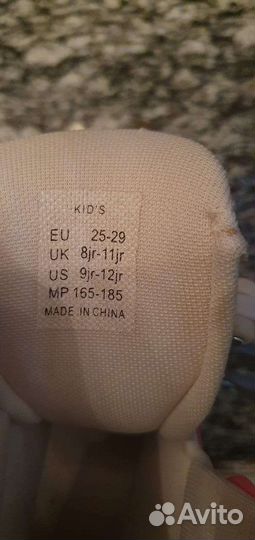 KID'S
EU 25-29
UK 8jr-11jr
US 9jr-12jr
MP 165-185
MADE IN CHINA
Avito